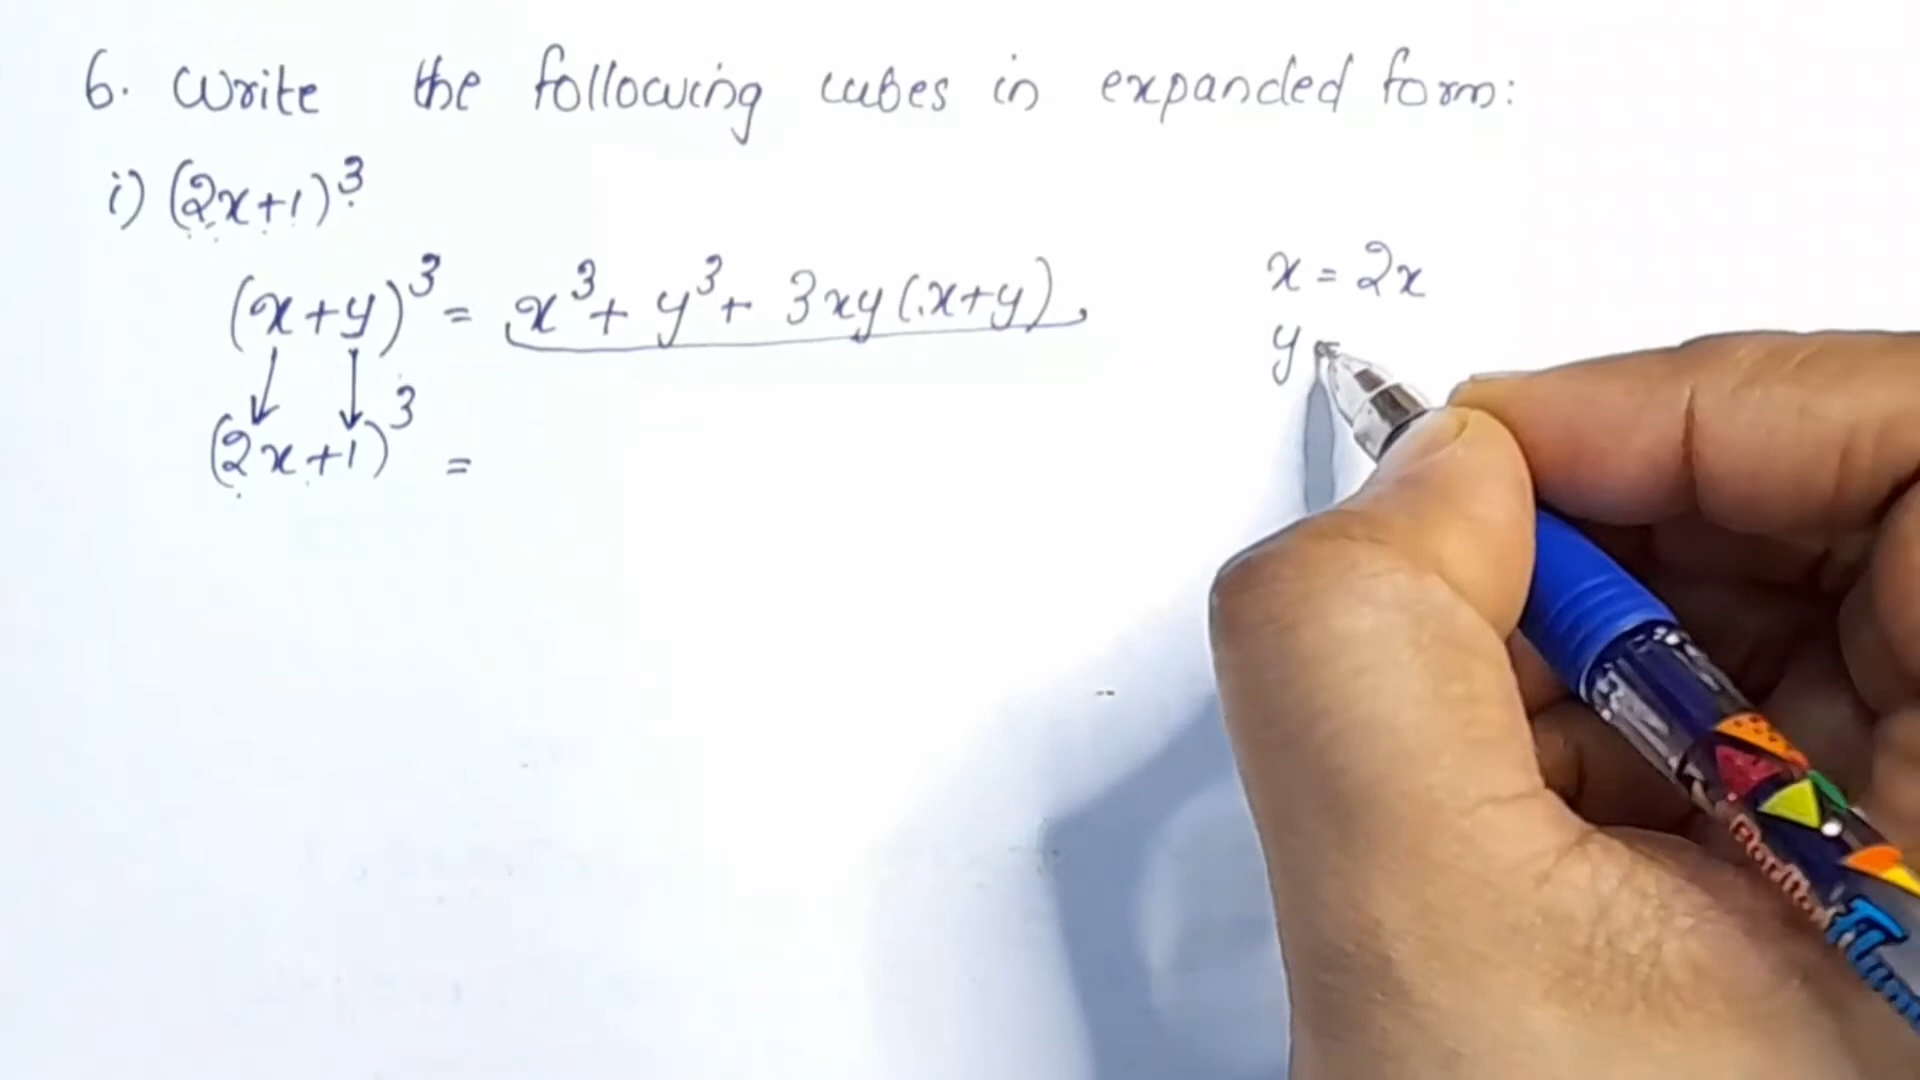 6. Write the following cubes in expanded form:
i) (2x+1)³
(x+y)³ = x³ + y³ + 3xy(x+y)
x = 2x
y =
(2x+1)³ =